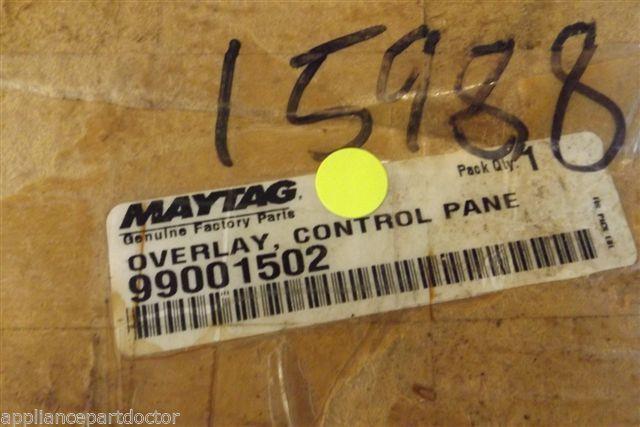 15988
MAYTAG®
Genuine Factory Parts
Pack Qty: 1
OVERLAY, CONTROL PANE
99001502
appliancepartdoctor